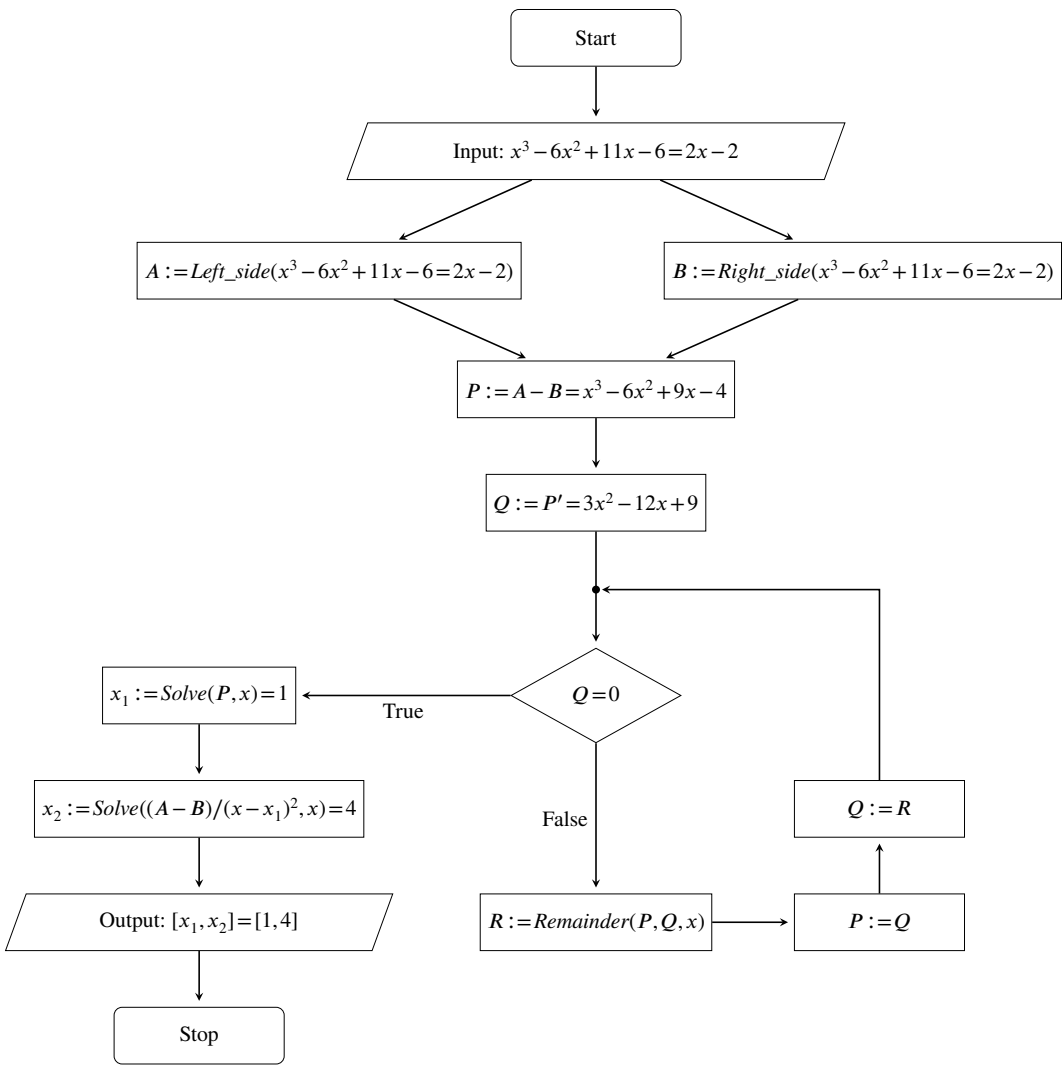 Start
Input: x³ − 6x² + 11x − 6 = 2x − 2
A := Left_side(x³ − 6x² + 11x − 6 = 2x − 2)
B := Right_side(x³ − 6x² + 11x − 6 = 2x − 2)
P := A − B = x³ − 6x² + 9x − 4
Q := P′ = 3x² − 12x + 9
Q = 0
True
x₁ := Solve(P, x) = 1
x₂ := Solve((A − B)/(x − x₁)², x) = 4
Output: [x₁, x₂] = [1, 4]
Stop
False
R := Remainder(P, Q, x)
P := Q
Q := R